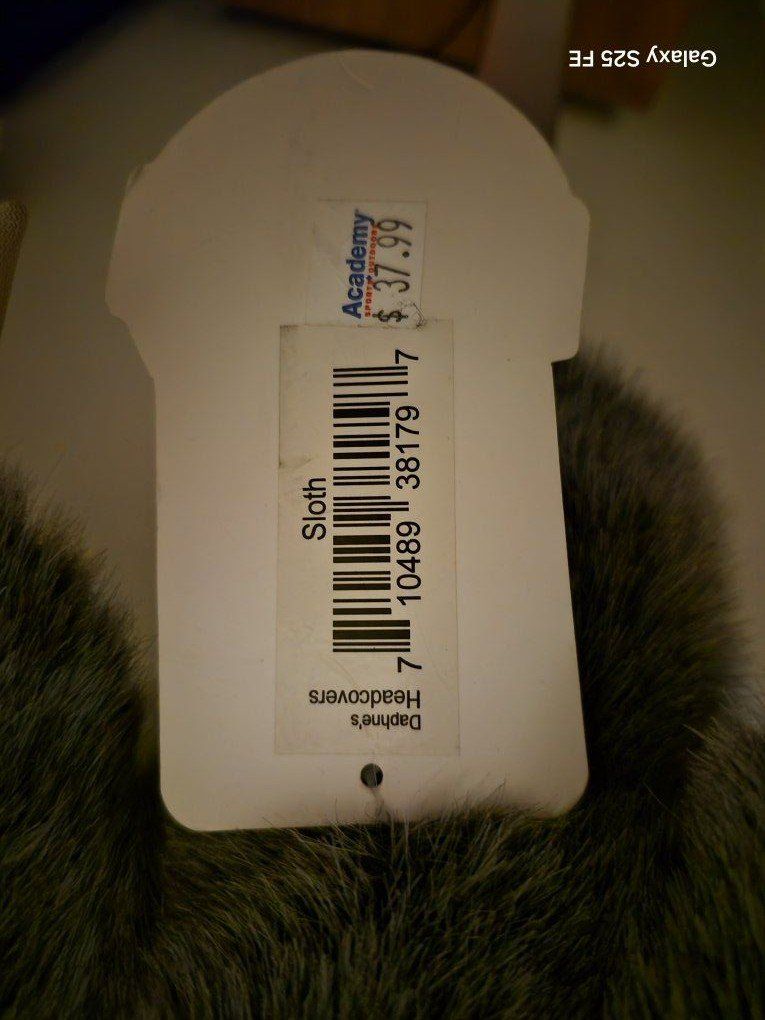 Galaxy S25 FE
Academy
SPORTS + OUTDOORS
$ 37.99
Sloth
7 10489 38179 7
Daphne's
Headcovers